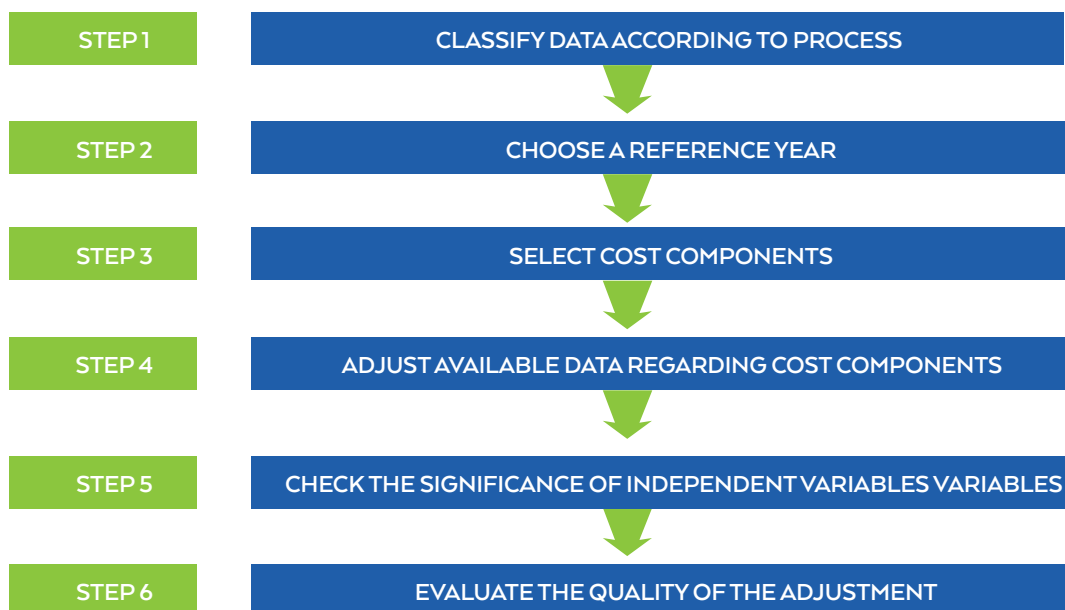 STEP 1
CLASSIFY DATA ACCORDING TO PROCESS
STEP 2
CHOOSE A REFERENCE YEAR
STEP 3
SELECT COST COMPONENTS
STEP 4
ADJUST AVAILABLE DATA REGARDING COST COMPONENTS
STEP 5
CHECK THE SIGNIFICANCE OF INDEPENDENT VARIABLES VARIABLES
STEP 6
EVALUATE THE QUALITY OF THE ADJUSTMENT